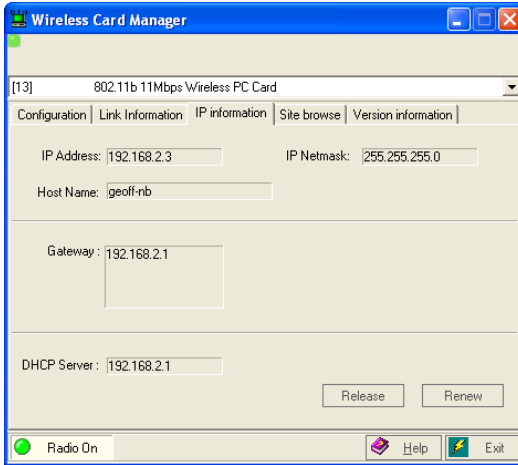 Wireless Card Manager
[13] 802.11b 11Mbps Wireless PC Card
Configuration Link Information IP information Site browse Version information
IP Address: 192.168.2.3 IP Netmask: 255.255.255.0
Host Name: geoff-nb
Gateway : 192.168.2.1
DHCP Server : 192.168.2.1
Release Renew
Radio On Help Exit